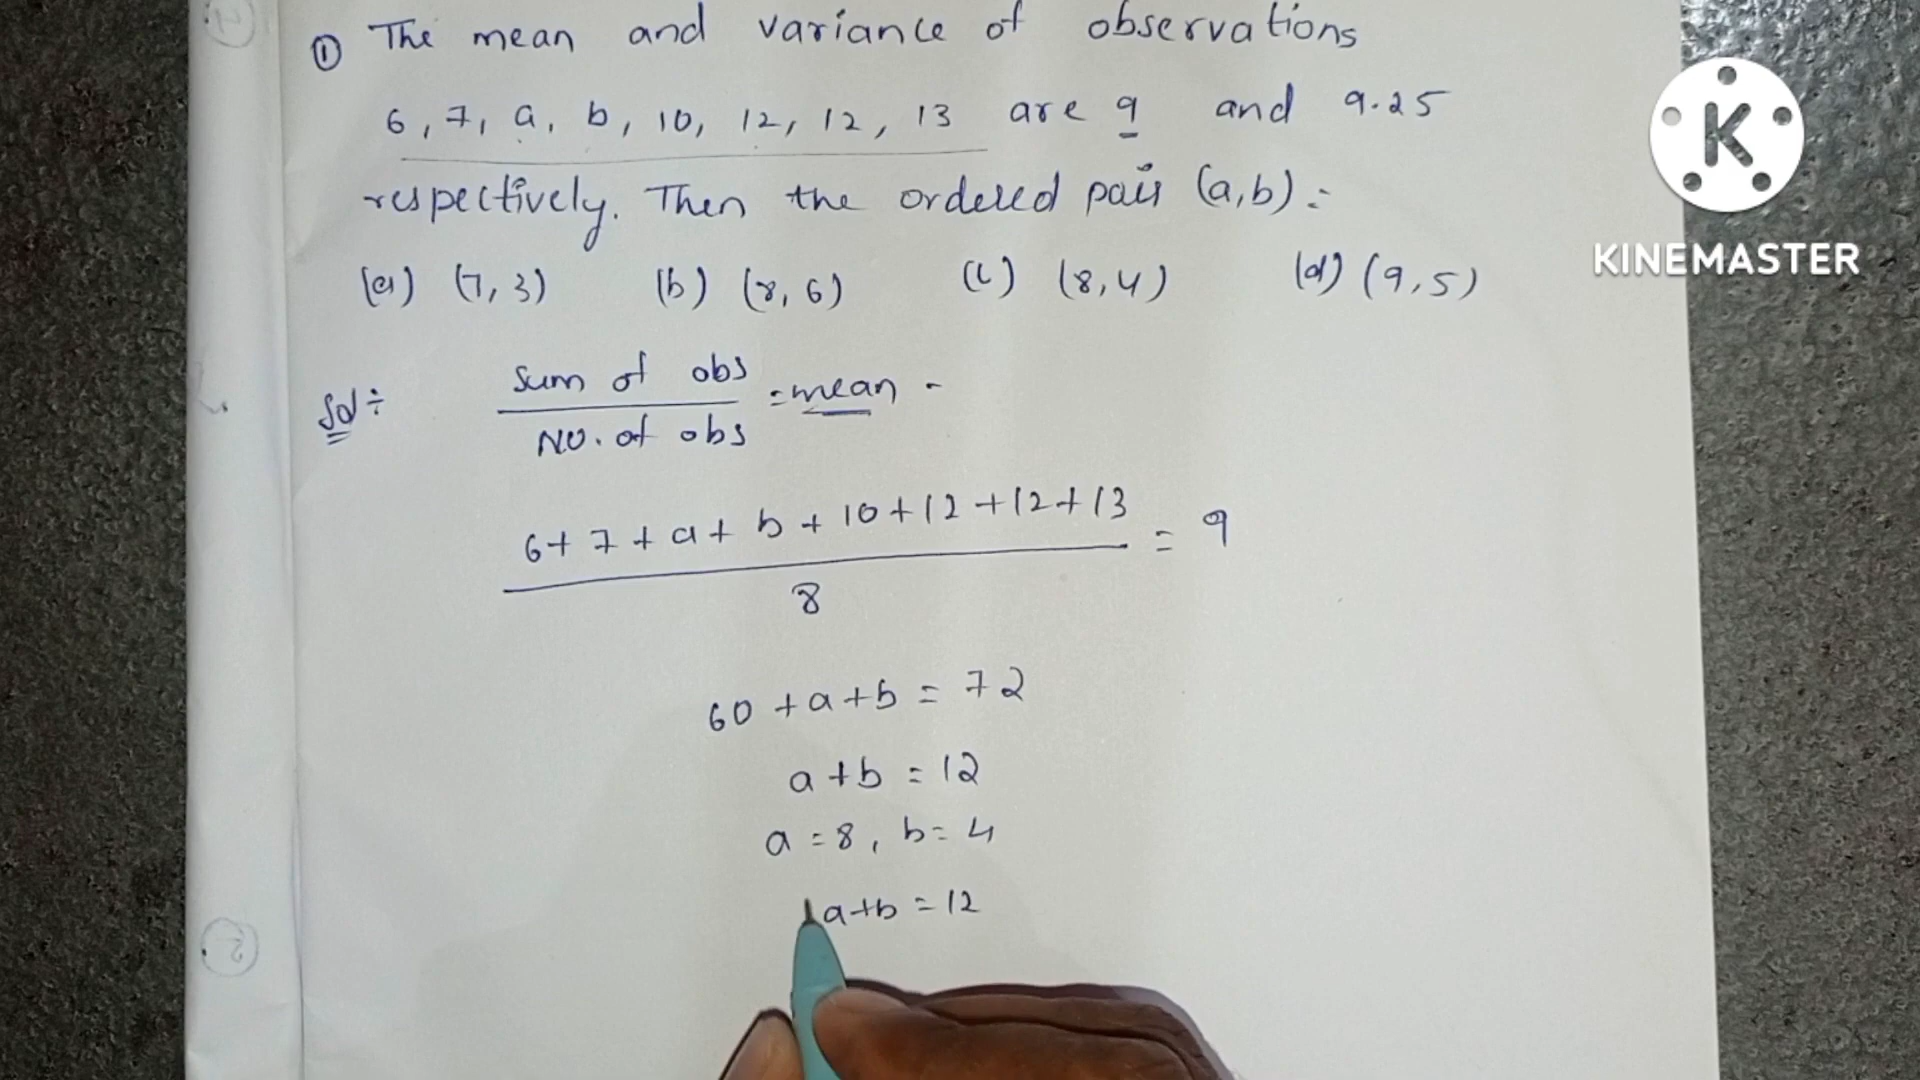 ① The mean and variance of observations
6, 7, a, b, 10, 12, 12, 13 are 9 and 9.25
respectively. Then the ordered pair (a,b) =
(a) (7, 3) (b) (8, 6) (c) (8, 4) (d) (9, 5)
Sol ÷ Sum of obs / No. of obs = mean -
6 + 7 + a + b + 10 + 12 + 12 + 13 / 8 = 9
60 + a + b = 72
a + b = 12
a = 8, b = 4
a+b = 12
K
KINEMASTER
2